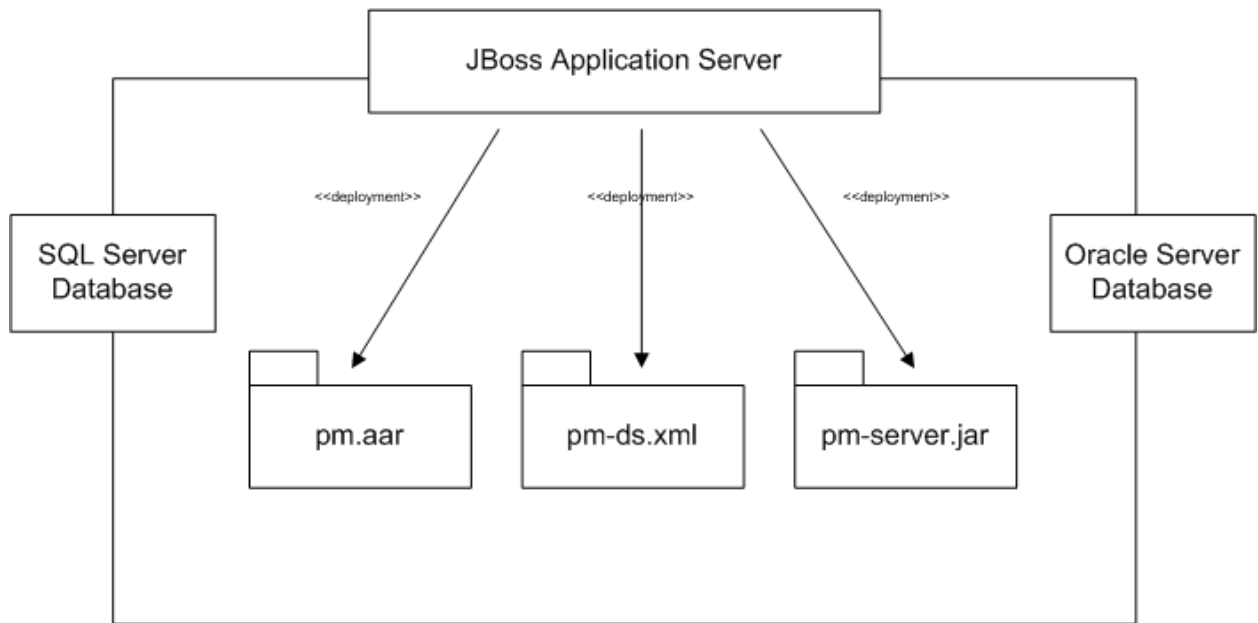 JBoss Application Server
<<deployment>>
<<deployment>>
<<deployment>>
SQL Server
Database
Oracle Server
Database
pm.aar
pm-ds.xml
pm-server.jar